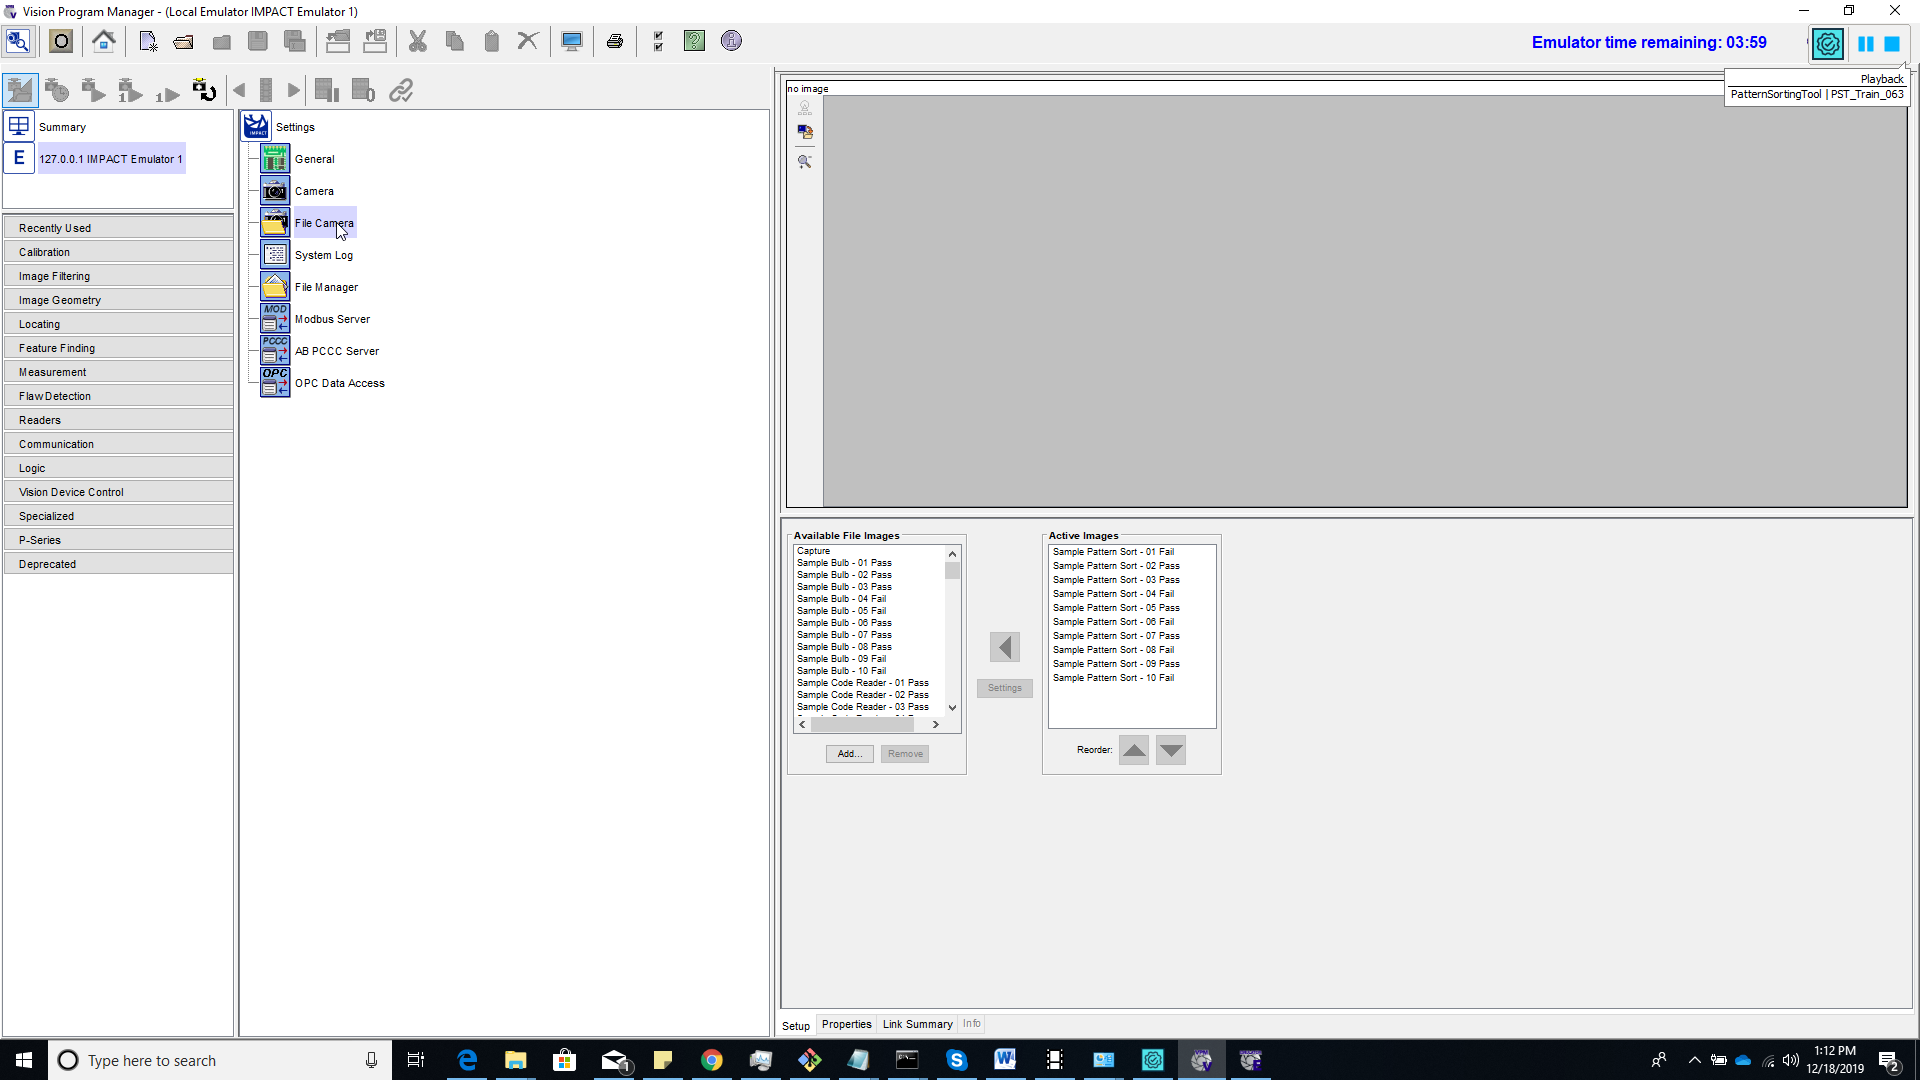 Vision Program Manager - (Local Emulator IMPACT Emulator 1)
Emulator time remaining: 03:59
Playback
PatternSortingTool | PST_Train_063
Summary
E
127.0.0.1 IMPACT Emulator 1
Recently Used
Calibration
Image Filtering
Image Geometry
Locating
Feature Finding
Measurement
Flaw Detection
Readers
Communication
Logic
Vision Device Control
Specialized
P-Series
Deprecated
IMPACT
Settings
General
Camera
File Camera
System Log
File Manager
MOD
Modbus Server
PCCC
AB PCCC Server
OPC
OPC Data Access
no image
Available File Images
Capture
Sample Bulb - 01 Pass
Sample Bulb - 02 Pass
Sample Bulb - 03 Pass
Sample Bulb - 04 Fail
Sample Bulb - 05 Fail
Sample Bulb - 06 Pass
Sample Bulb - 07 Pass
Sample Bulb - 08 Pass
Sample Bulb - 09 Fail
Sample Bulb - 10 Fail
Sample Code Reader - 01 Pass
Sample Code Reader - 02 Pass
Sample Code Reader - 03 Pass
Add...
Remove
Settings
Active Images
Sample Pattern Sort - 01 Fail
Sample Pattern Sort - 02 Pass
Sample Pattern Sort - 03 Pass
Sample Pattern Sort - 04 Fail
Sample Pattern Sort - 05 Pass
Sample Pattern Sort - 06 Fail
Sample Pattern Sort - 07 Pass
Sample Pattern Sort - 08 Fail
Sample Pattern Sort - 09 Pass
Sample Pattern Sort - 10 Fail
Reorder:
Setup
Properties
Link Summary
Info
Type here to search
1:12 PM
12/18/2019